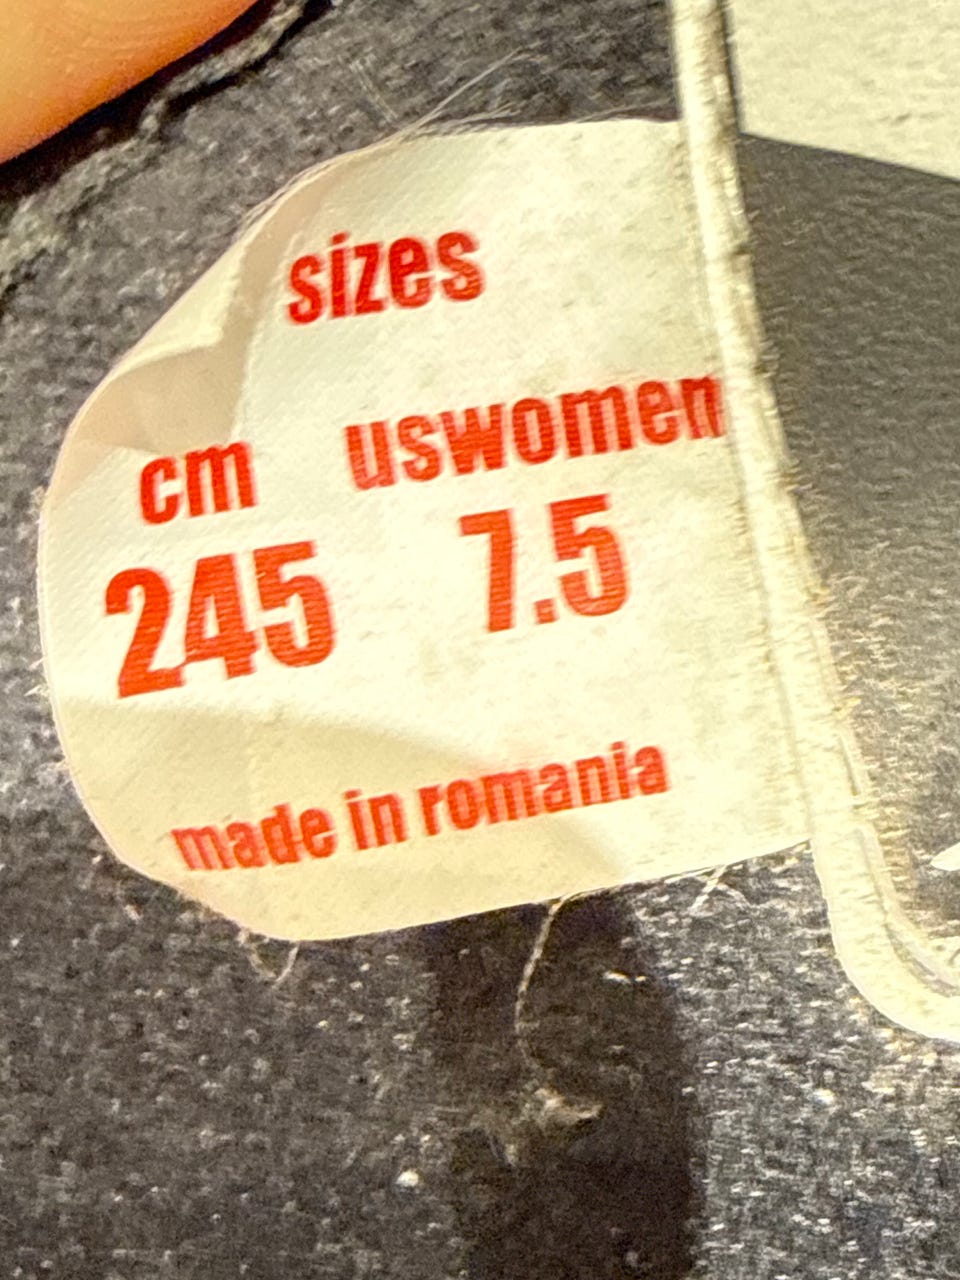 sizes
cm uswomen
245 7.5
made in romania